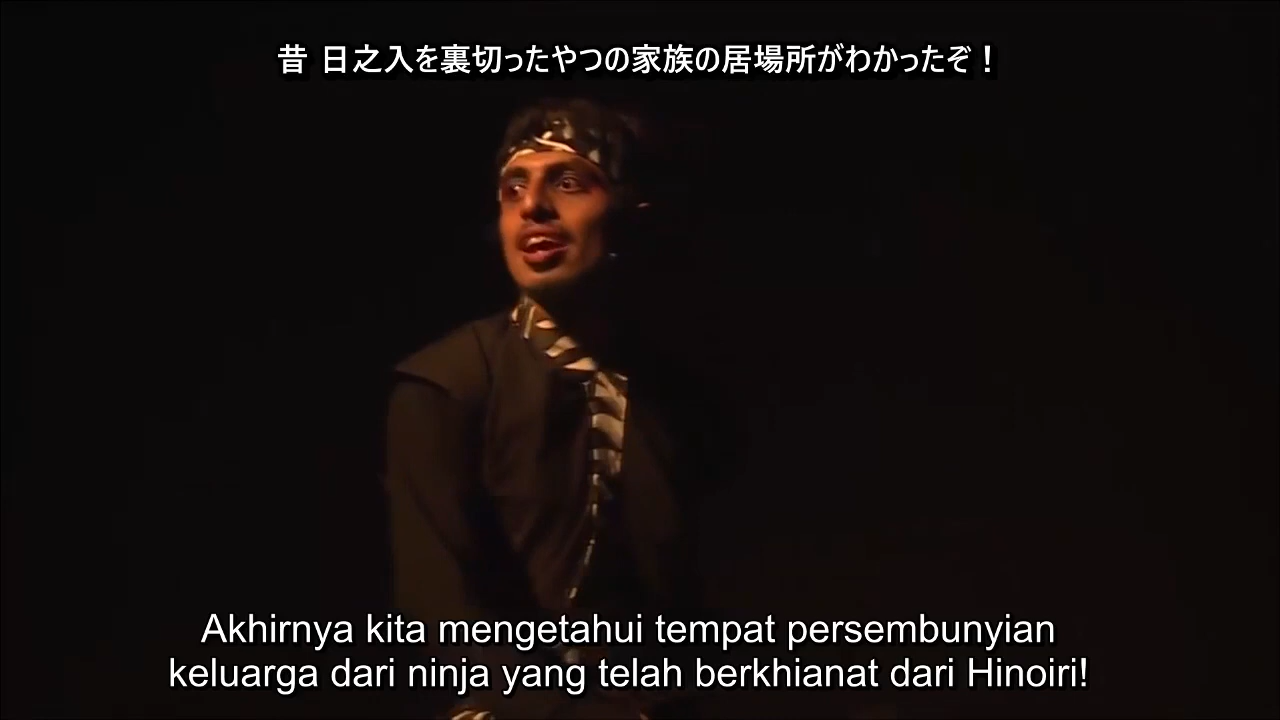 昔 日之入を裏切ったやつの家族の居場所がわかったぞ！
Akhirnya kita mengetahui tempat persembunyian
keluarga dari ninja yang telah berkhianat dari Hinoiri!